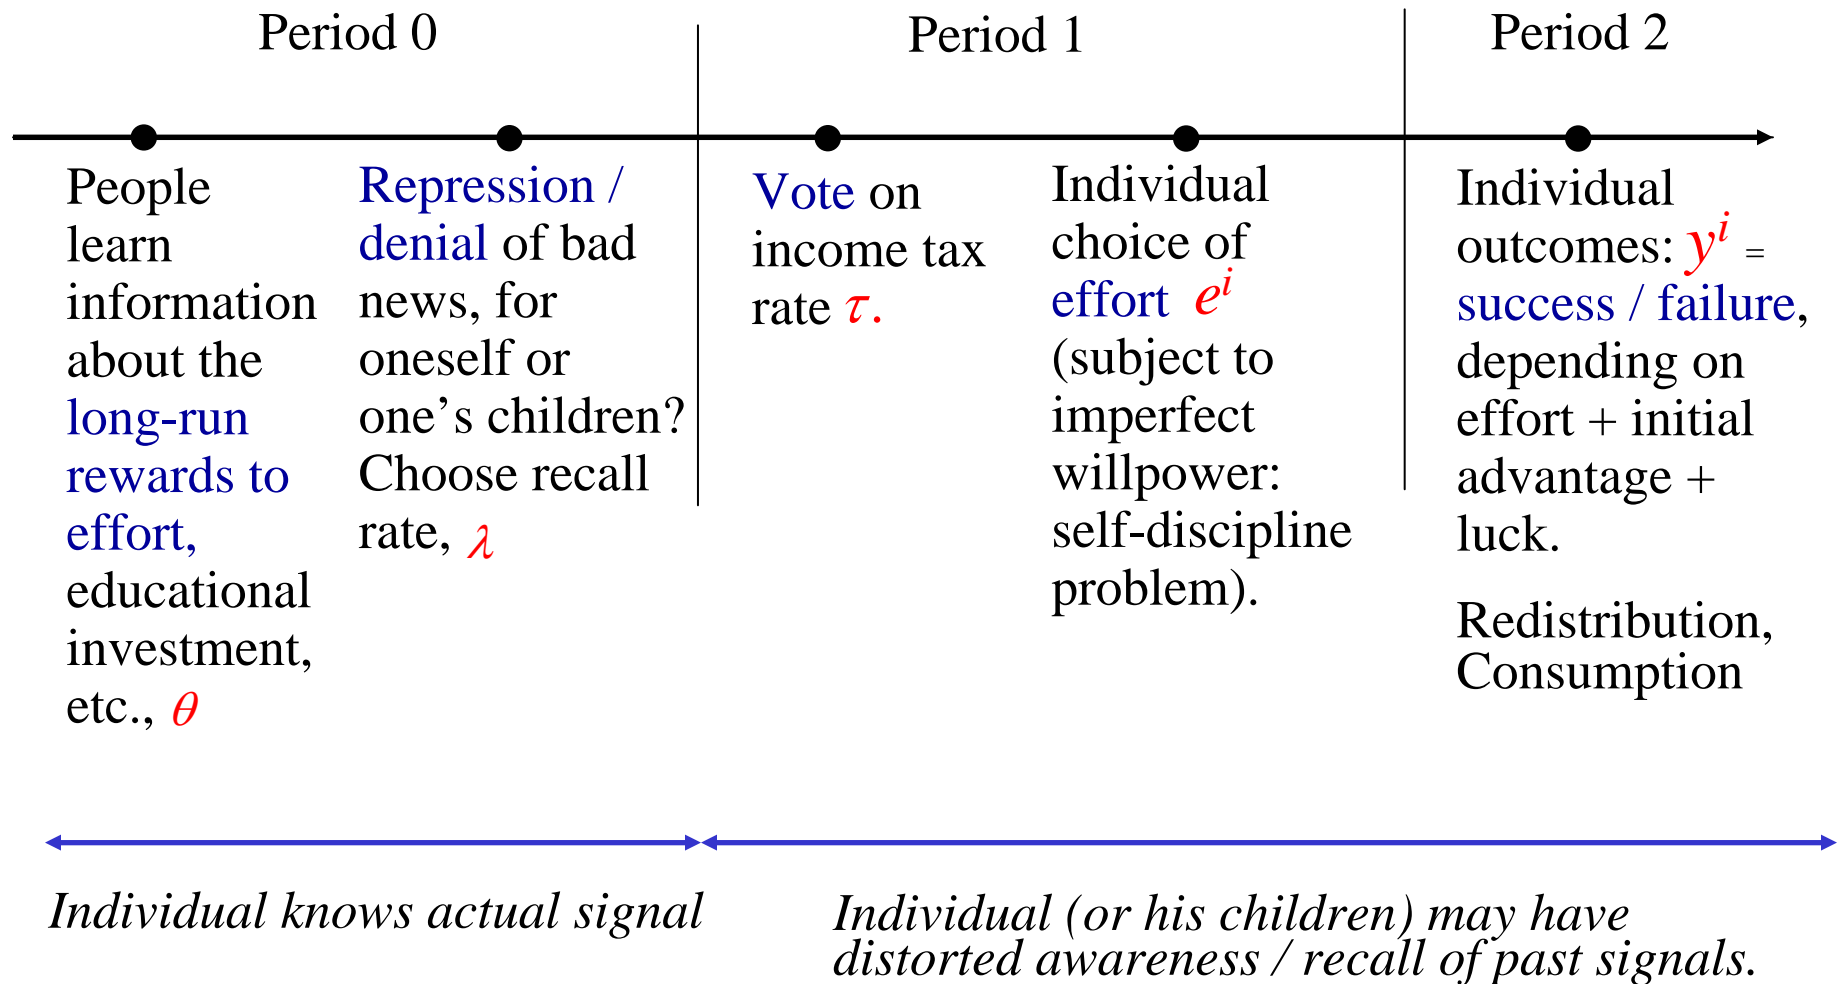 Period 0
Period 1
Period 2
People
learn
information
about the
long-run
rewards to
effort,
educational
investment,
etc., θ
Repression /
denial of bad
news, for
oneself or
one’s children?
Choose recall
rate, λ
Vote on
income tax
rate τ.
Individual
choice of
effort eⁱ
(subject to
imperfect
willpower:
self-discipline
problem).
Individual
outcomes: yⁱ =
success / failure,
depending on
effort + initial
advantage +
luck.
Redistribution,
Consumption
Individual knows actual signal
Individual (or his children) may have
distorted awareness / recall of past signals.